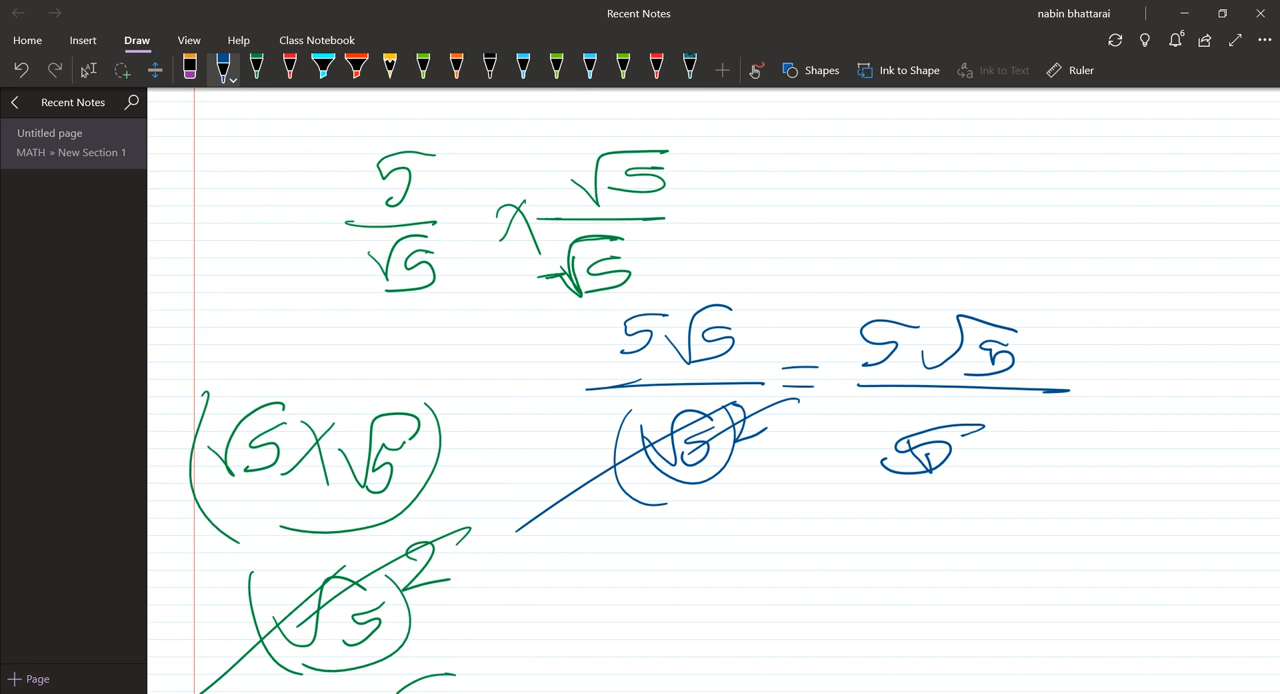 Recent Notes
nabin bhattarai
Home Insert Draw View Help Class Notebook
6
Shapes Ink to Shape Ink to Text Ruler
Recent Notes
Untitled page
MATH » New Section 1
5/√5 × √5/√5
5√5/(√5)² = 5√5/5
(√5 × √5)
(√5)²
Page